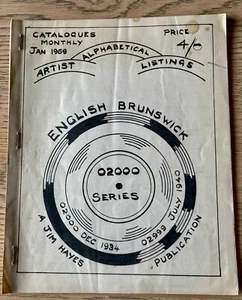 CATALOGUES
MONTHLY
JAN 1969
PRICE
4/-
ALPHABETICAL
ARTIST LISTINGS
ENGLISH BRUNSWICK
02000
SERIES
02000 DEC 1934
02999 JULY 1940
A JIM HAYES
PUBLICATION